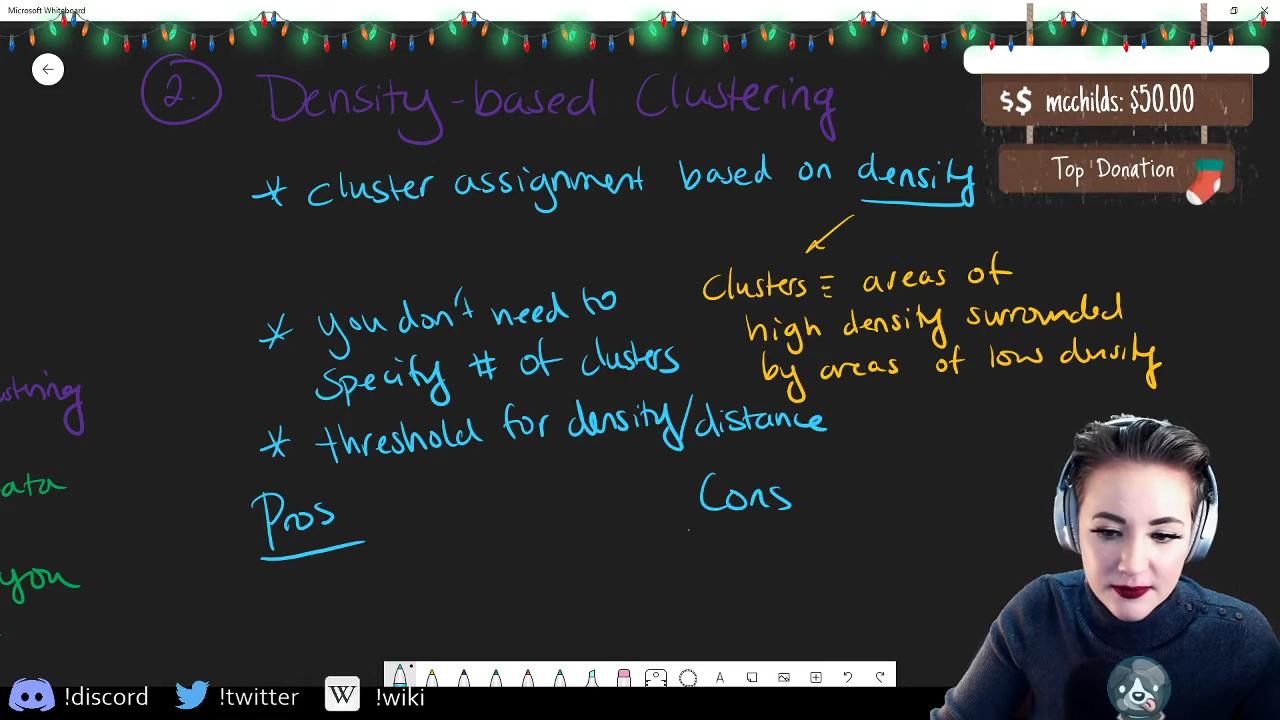 Microsoft Whiteboard
2. Density-based Clustering
$$ mcchilds: $50.00
Top Donation
* cluster assignment based on density
clusters ≡ areas of
high density surrounded
by areas of low density
* you don't need to
specify # of clusters
* threshold for density/distance
Pros
Cons
ata
you
!discord
!twitter
W !wiki